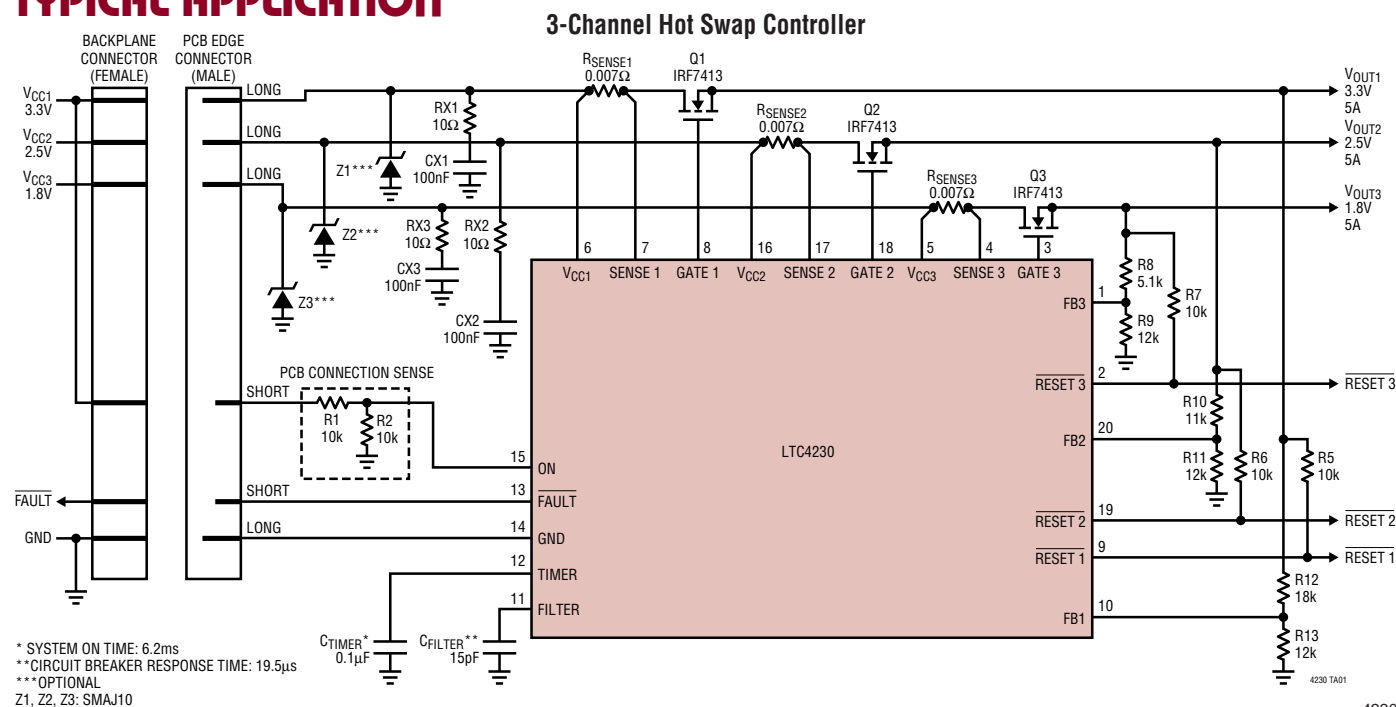 TYPICAL APPLICATION
3-Channel Hot Swap Controller
BACKPLANE
CONNECTOR
(FEMALE)
PCB EDGE
CONNECTOR
(MALE)
VCC1
3.3V
VCC2
2.5V
VCC3
1.8V
LONG
LONG
LONG
Z1***
Z2***
Z3***
RX1
10Ω
CX1
100nF
RX3
10Ω
CX3
100nF
RX2
10Ω
CX2
100nF
RSENSE1
0.007Ω
Q1
IRF7413
RSENSE2
0.007Ω
Q2
IRF7413
RSENSE3
0.007Ω
Q3
IRF7413
VOUT1
3.3V
5A
VOUT2
2.5V
5A
VOUT3
1.8V
5A
6 7 8 16 17 18 5 4 3
VCC1 SENSE 1 GATE 1 VCC2 SENSE 2 GATE 2 VCC3 SENSE 3 GATE 3
LTC4230
1
FB3
R8
5.1k
R9
12k
R7
10k
2
RESET 3
RESET 3
R10
11k
20
FB2
R11
12k
R6
10k
R5
10k
19
RESET 2
RESET 2
9
RESET 1
RESET 1
R12
18k
10
FB1
R13
12k
PCB CONNECTION SENSE
SHORT
R1
10k
R2
10k
15
ON
SHORT
13
FAULT
FAULT
LONG
14
GND
GND
12
TIMER
11
FILTER
CTIMER*
0.1µF
CFILTER**
15pF
* SYSTEM ON TIME: 6.2ms
**CIRCUIT BREAKER RESPONSE TIME: 19.5µs
***OPTIONAL
Z1, Z2, Z3: SMAJ10
4230 TA01